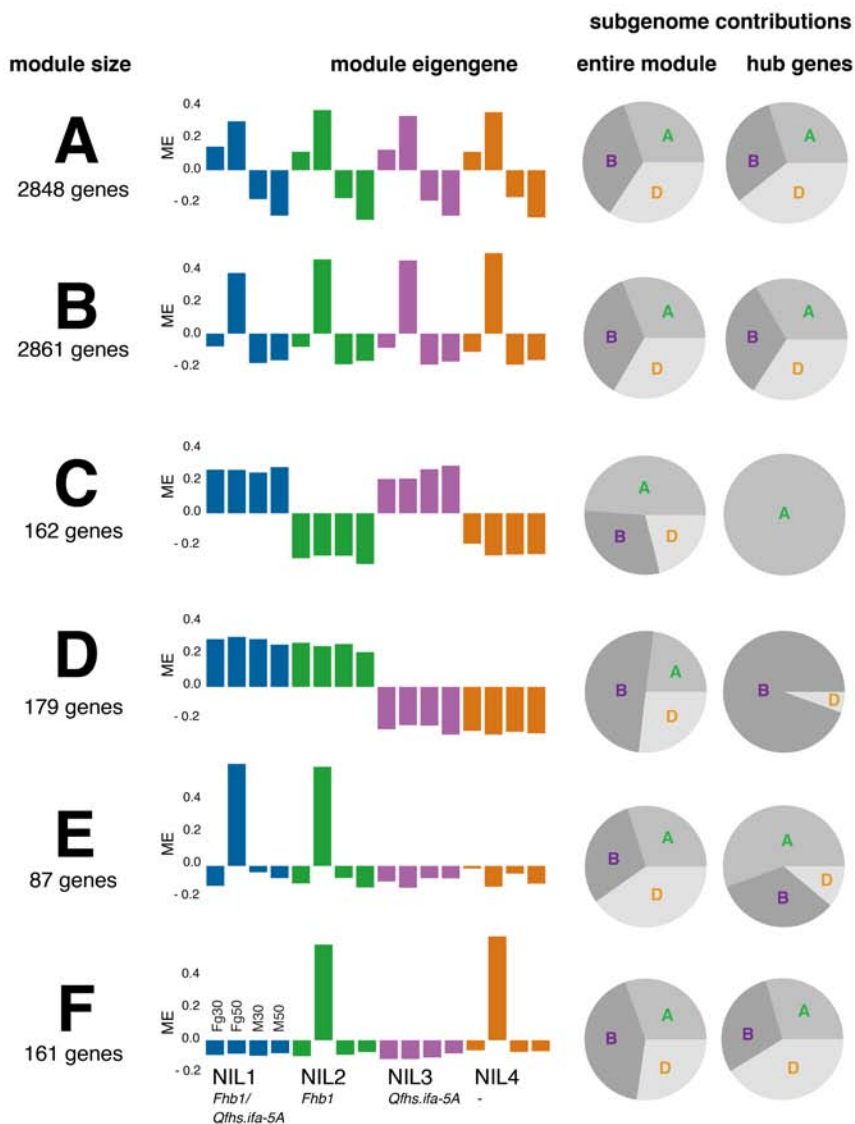 subgenome contributions
module size module eigengene entire module hub genes
A
2848 genes
ME
0.4
0.2
0.0
- 0.2
A
B
D
A
B
D
B
2861 genes
ME
0.4
0.2
0.0
- 0.2
A
B
D
A
B
D
C
162 genes
ME
0.4
0.2
0.0
- 0.2
A
B
D
A
D
179 genes
ME
0.4
0.2
0.0
- 0.2
A
B
D
B
D
E
87 genes
ME
0.4
0.2
0.0
- 0.2
A
B
D
A
B
D
F
161 genes
ME
0.4
0.2
0.0
- 0.2
Fg30
Fg50
M30
M50
A
B
D
A
B
D
NIL1 NIL2 NIL3 NIL4
Fhb1/ Fhb1 Qfhs.ifa-5A -
Qfhs.ifa-5A